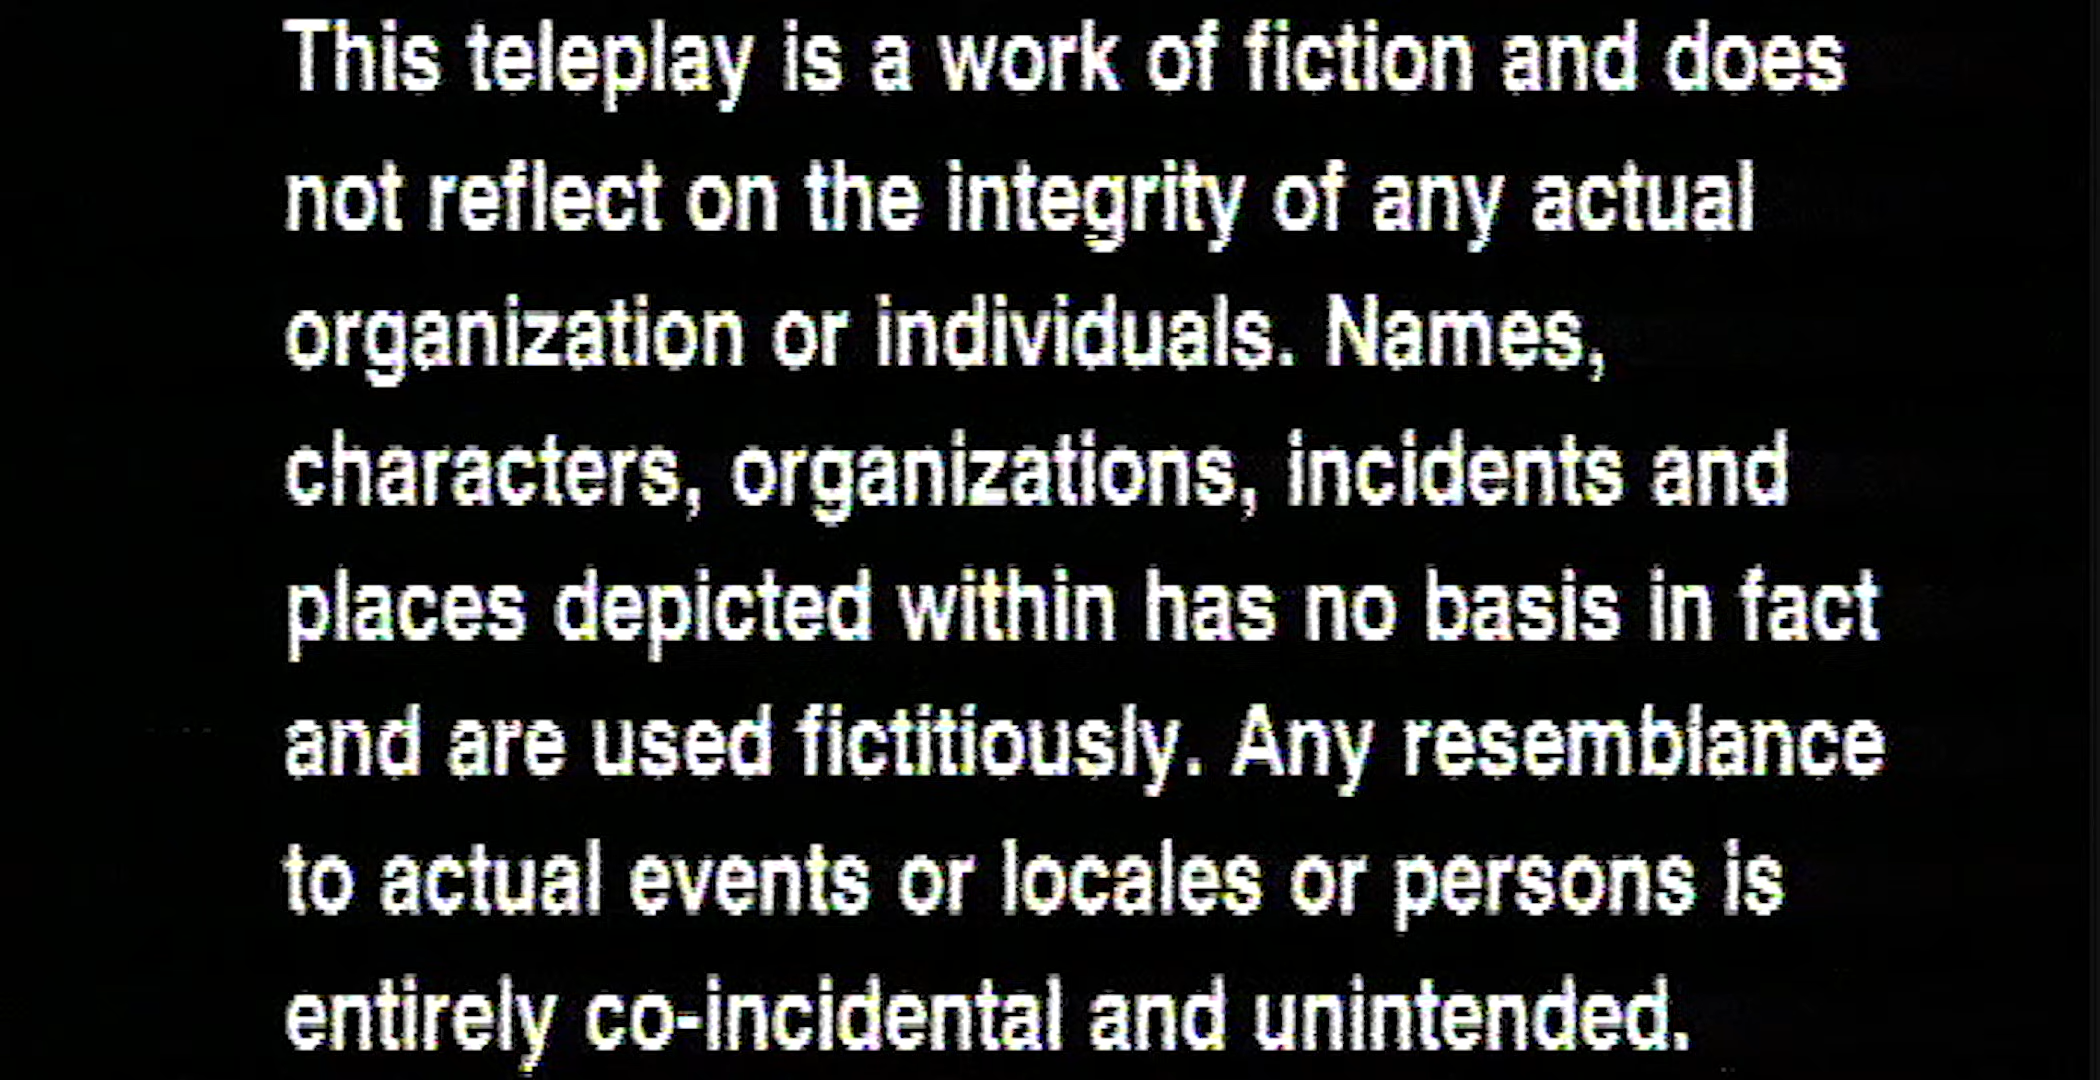 This teleplay is a work of fiction and does
not reflect on the integrity of any actual
organization or individuals. Names,
characters, organizations, incidents and
places depicted within has no basis in fact
and are used fictitiously. Any resemblance
to actual events or locales or persons is
entirely co-incidental and unintended.